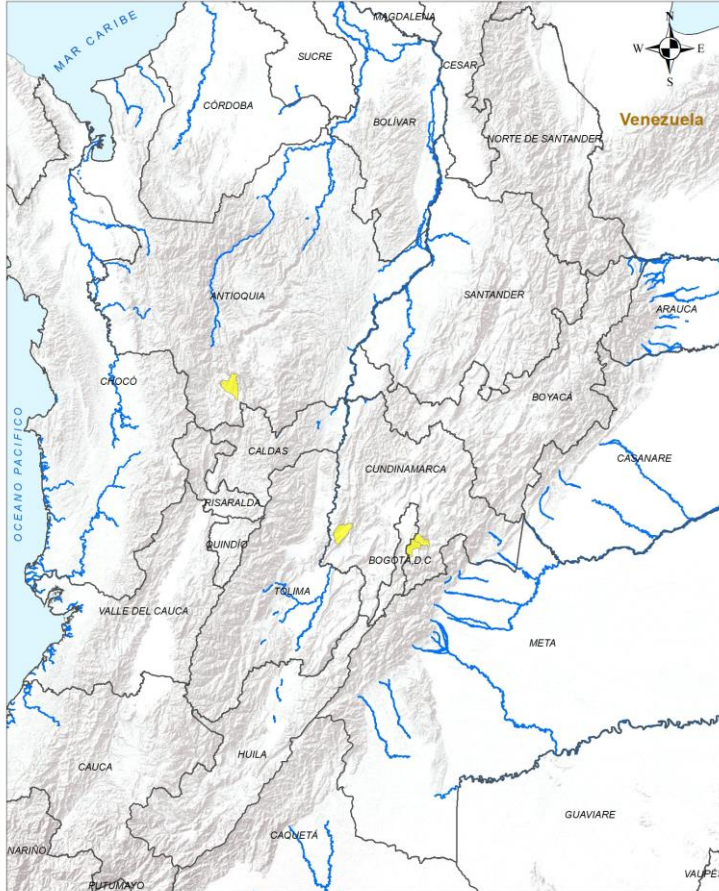 MAGDALENA
N
W
E
S
MAR CARIBE
SUCRE
CESAR
CÓRDOBA
BOLÍVAR
Venezuela
NORTE DE SANTANDER
ANTIOQUIA
SANTANDER
ARAUCA
CHOCÓ
BOYACÁ
OCEANO PACIFICO
CALDAS
CUNDINAMARCA
CASANARE
RISARALDA
QUINDÍO
BOGOTÁ,D.C
TOLIMA
VALLE DEL CAUCA
META
HUILA
CAUCA
GUAVIARE
CAQUETÁ
NARIÑO
PUTUMAYO
VAUPÉS